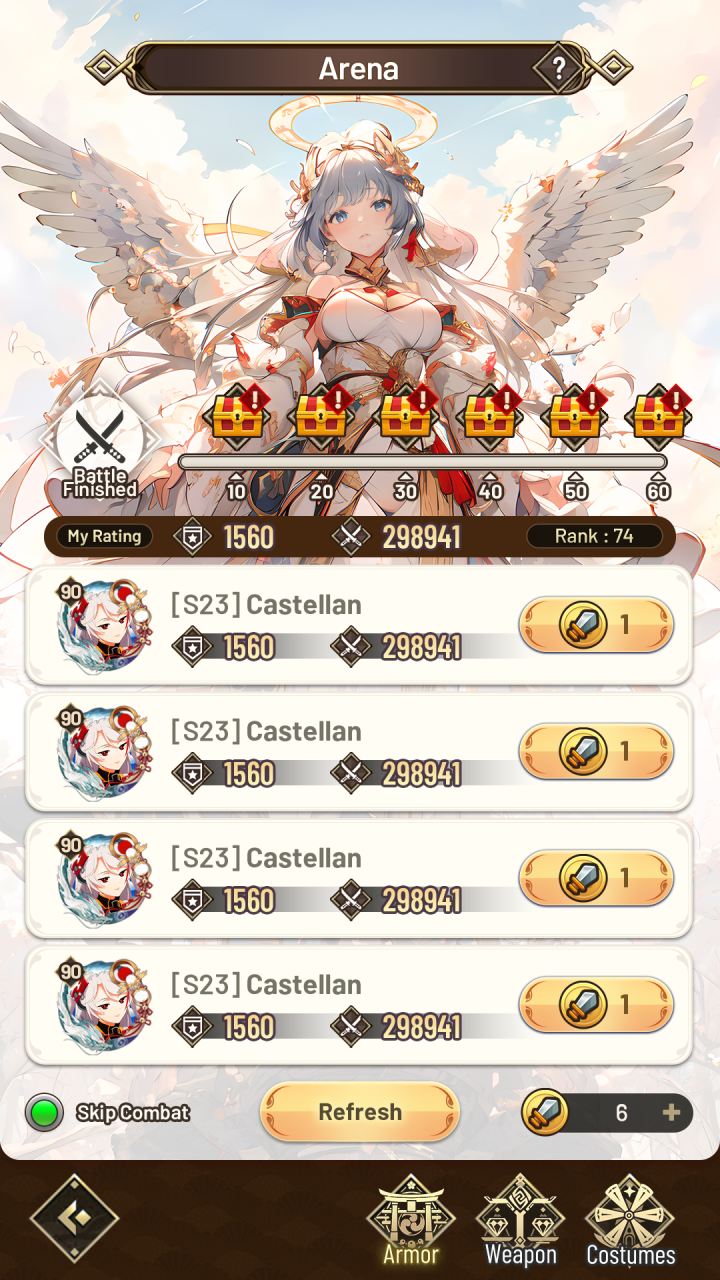 Arena
?
! ! ! ! ! !
Battle
Finished
10 20 30 40 50 60
My Rating 1560 298941 Rank : 74
90
[S23] Castellan
1560 298941
1
90
[S23] Castellan
1560 298941
1
90
[S23] Castellan
1560 298941
1
90
[S23] Castellan
1560 298941
1
Skip Combat Refresh 6 +
Armor Weapon Costumes